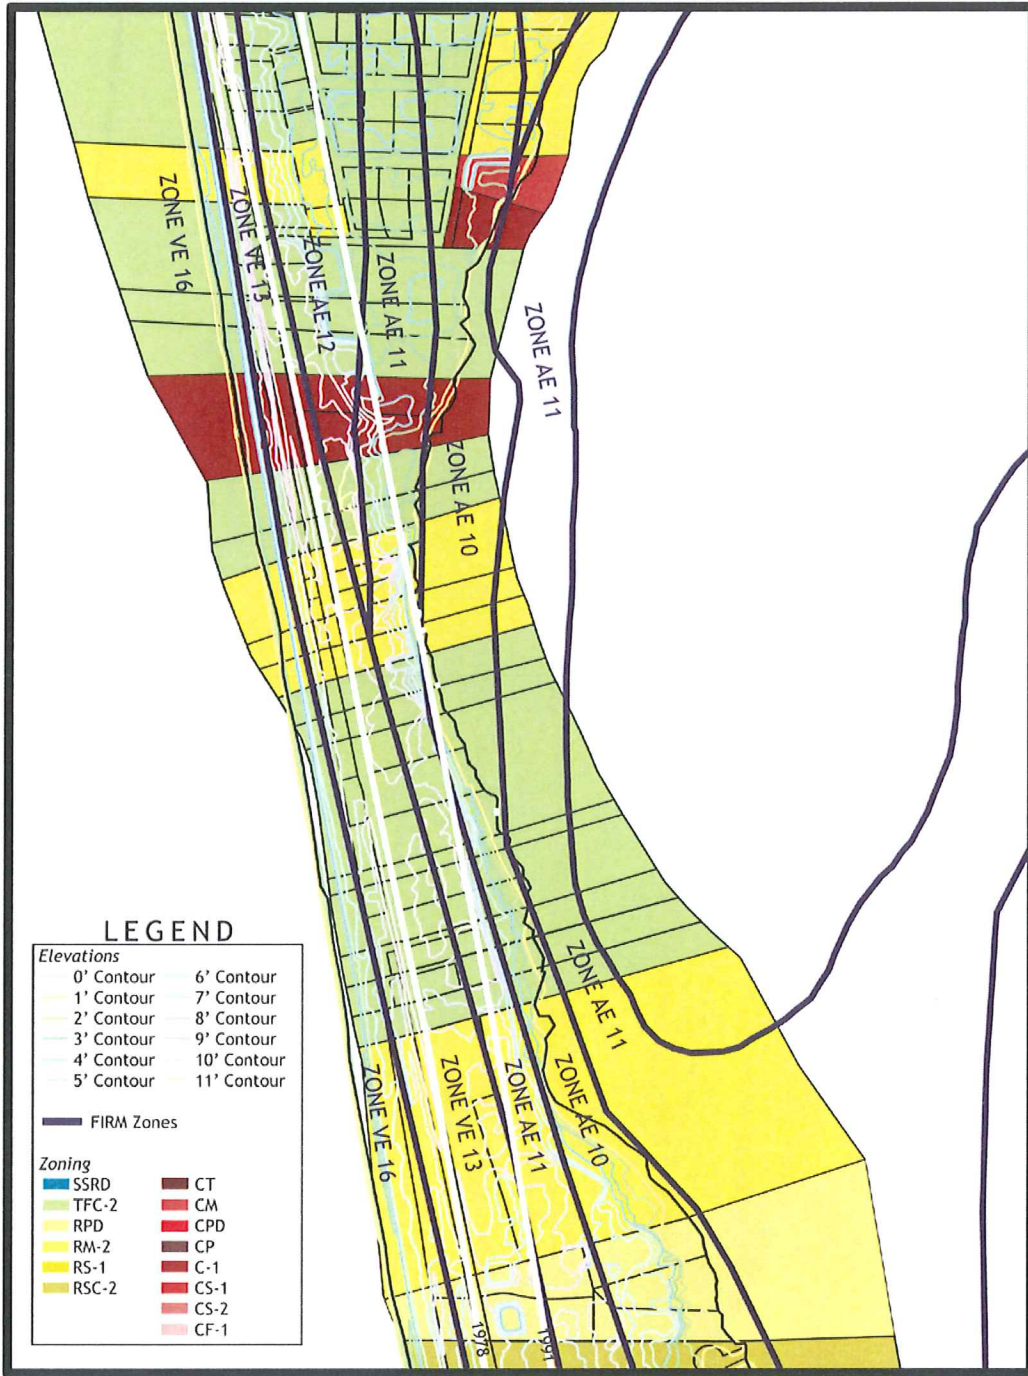 ZONE VE 16
ZONE VE 13
ZONE AE 12
ZONE AE 11
ZONE AE 11
ZONE AE 10
LEGEND
Elevations
0' Contour
1' Contour
2' Contour
3' Contour
4' Contour
5' Contour
6' Contour
7' Contour
8' Contour
9' Contour
10' Contour
11' Contour
FIRM Zones
Zoning
SSRD
TFC-2
RPD
RM-2
RS-1
RSC-2
CT
CM
CPD
CP
C-1
CS-1
CS-2
CF-1
ZONE VE 16
ZONE VE 13
ZONE AE 11
ZONE AE 10
ZONE AE 11
1978
1991